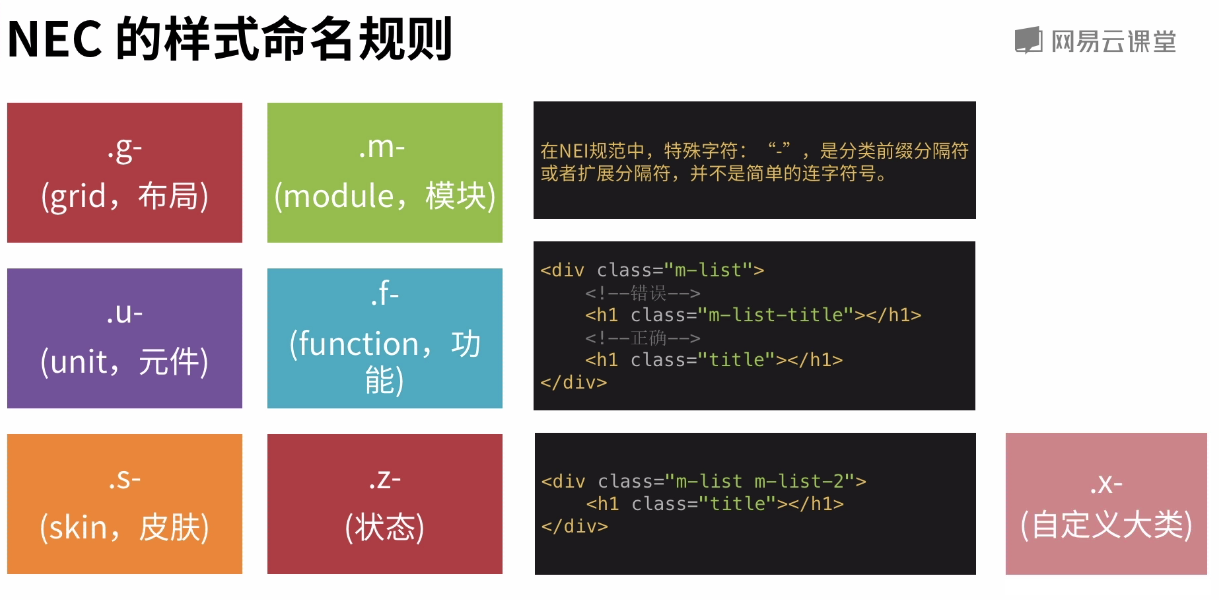 NEC 的样式命名规则
网易云课堂
.g-
(grid，布局)
.m-
(module，模块)
在NEI规范中，特殊字符：“-”，是分类前缀分隔符
或者扩展分隔符，并不是简单的连字符号。
.u-
(unit，元件)
.f-
(function，功
能)
<div class="m-list">
    <!--错误-->
    <h1 class="m-list-title"></h1>
    <!--正确-->
    <h1 class="title"></h1>
</div>
.s-
(skin，皮肤)
.z-
(状态)
<div class="m-list m-list-2">
    <h1 class="title"></h1>
</div>
.x-
(自定义大类)